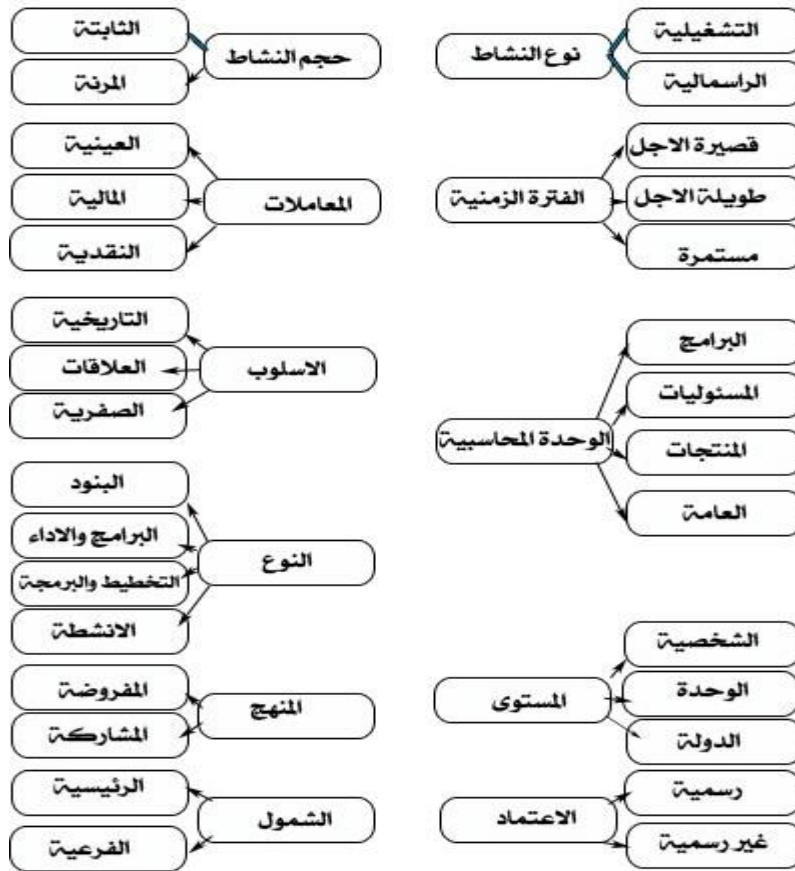 نوع النشاط
التشغيلية
الراسمالية
الفترة الزمنية
قصيرة الاجل
طويلة الاجل
مستمرة
الوحدة المحاسبية
البرامج
المسئوليات
المنتجات
العامة
المستوى
الشخصية
الوحدة
الدولة
الاعتماد
رسمية
غير رسمية
حجم النشاط
الثابتة
المرنة
المعاملات
العينية
المالية
النقدية
الاسلوب
التاريخية
العلاقات
الصفرية
النوع
البنود
البرامج والاداء
التخطيط والبرمجة
الانشطة
المنهج
المفروضة
المشاركة
الشمول
الرئيسية
الفرعية